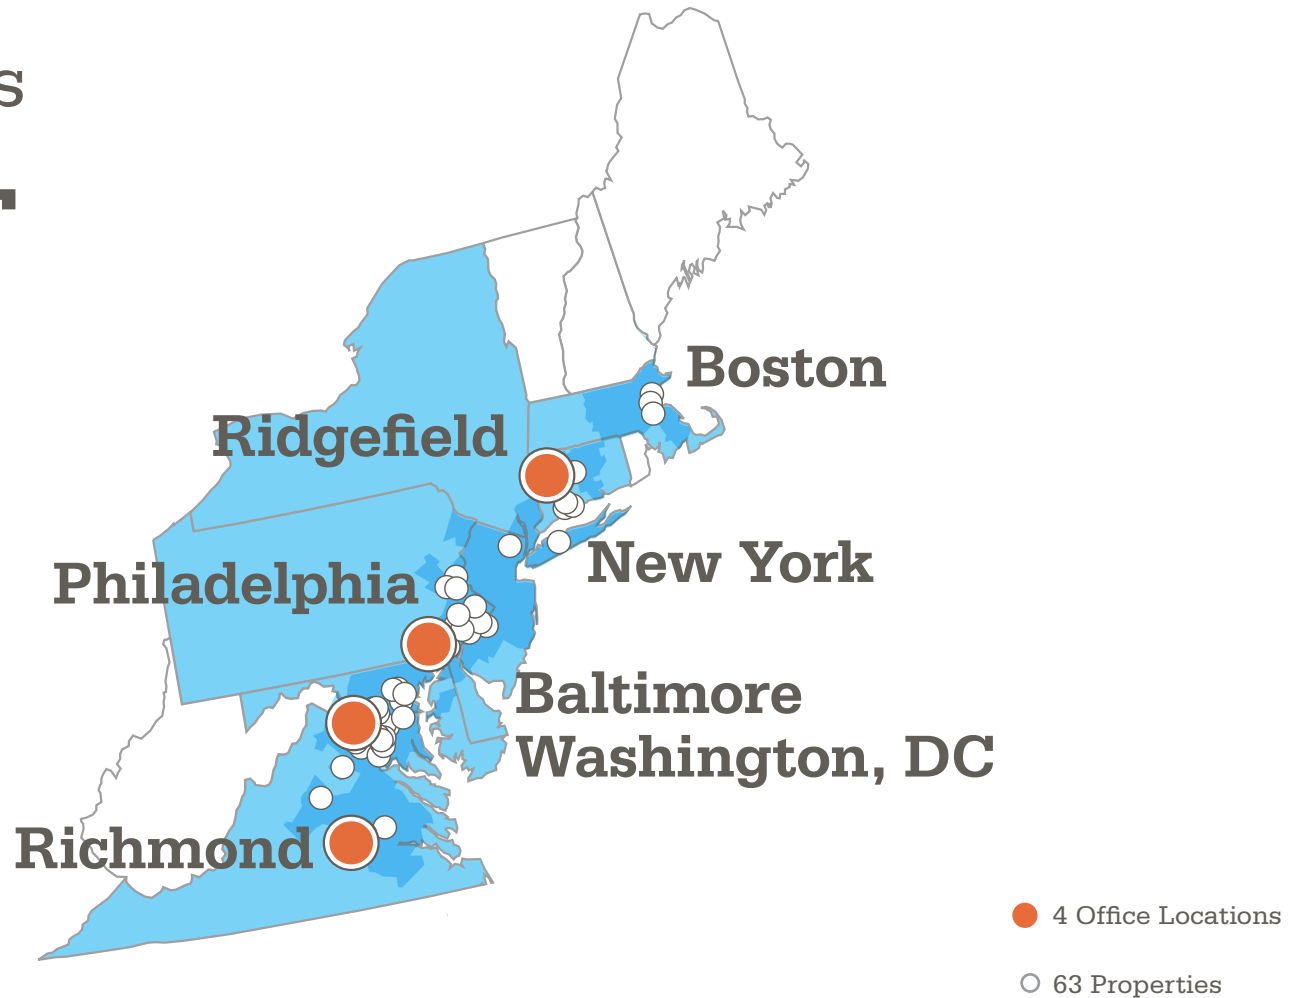 s
Boston
Ridgefield
New York
Philadelphia
Baltimore
Washington, DC
Richmond
4 Office Locations
63 Properties